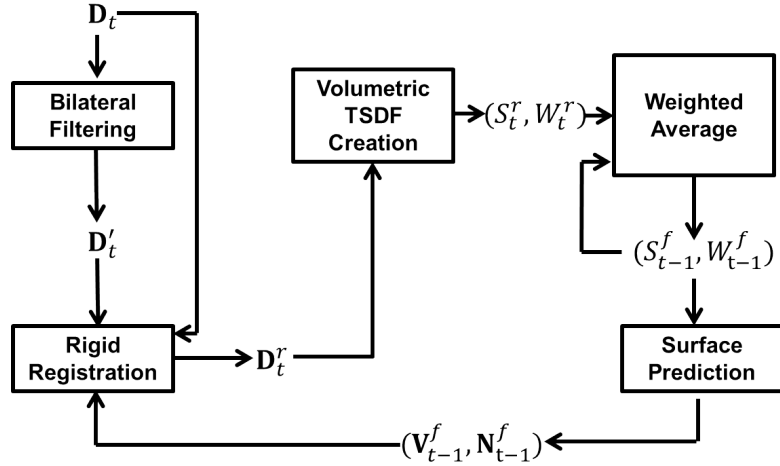 𝐃_t
Bilateral
Filtering
𝐃′_t
Rigid
Registration
𝐃^r_t
Volumetric
TSDF
Creation
(S^r_t, W^r_t)
Weighted
Average
(S^f_{t−1}, W^f_{t−1})
Surface
Prediction
(𝐕^f_{t−1}, 𝐍^f_{t−1})